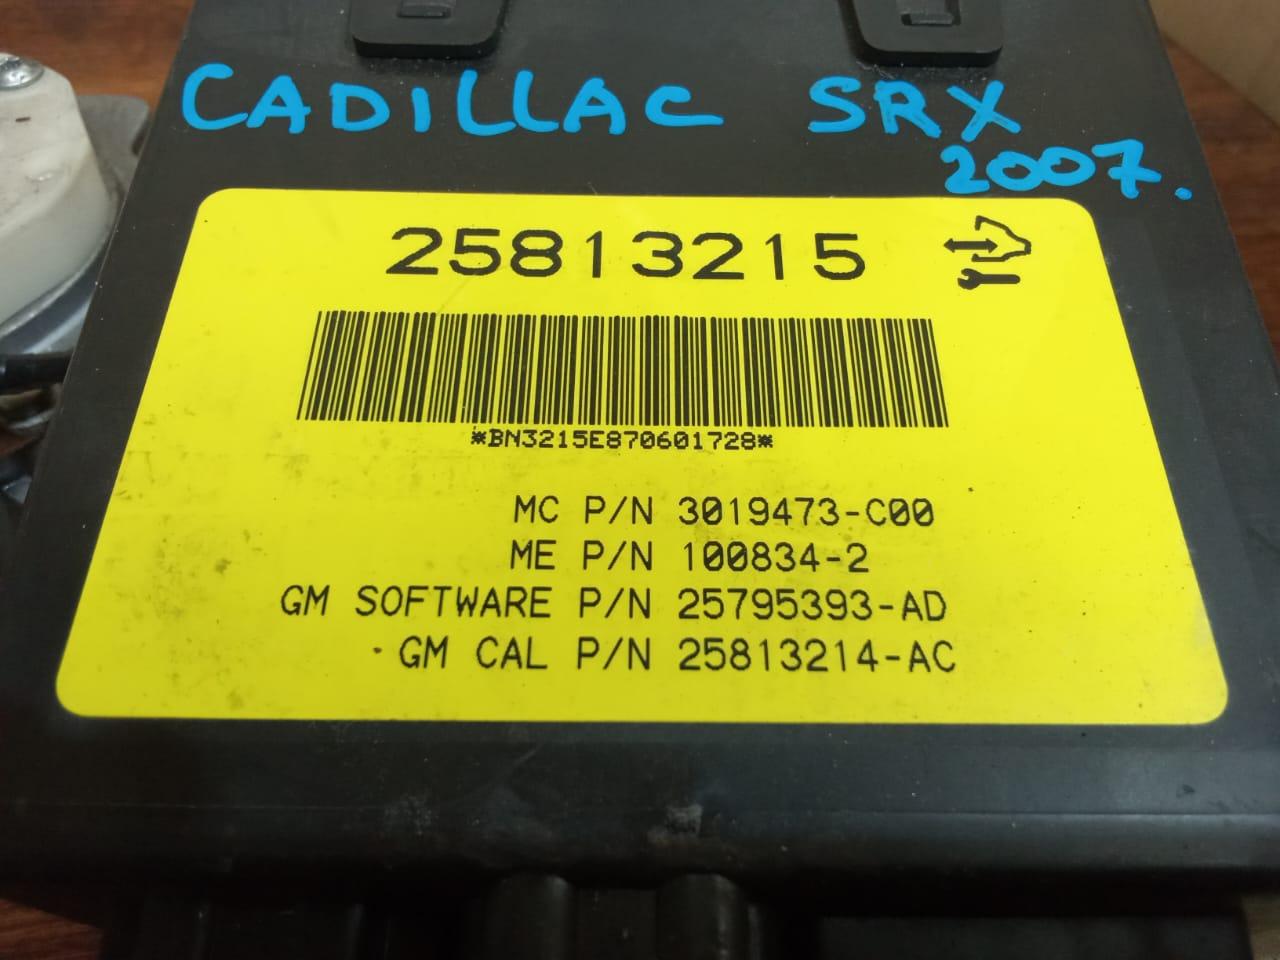 CADILLAC SRX
2007.
25813215
*BN3215E870601728*
MC P/N 3019473-C00
ME P/N 100834-2
GM SOFTWARE P/N 25795393-AD
GM CAL P/N 25813214-AC